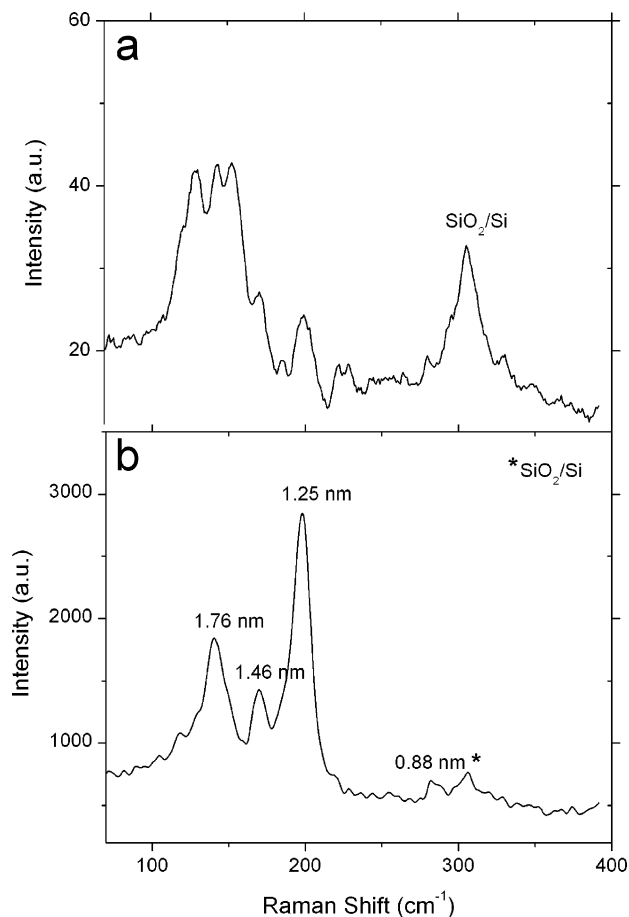 60
a
SiO₂/Si
40
Intensity (a.u.)
20
b
*SiO₂/Si
3000
1.25 nm
Intensity (a.u.)
2000
1.76 nm
1.46 nm
1000
0.88 nm *
100 200 300 400
Raman Shift (cm⁻¹)